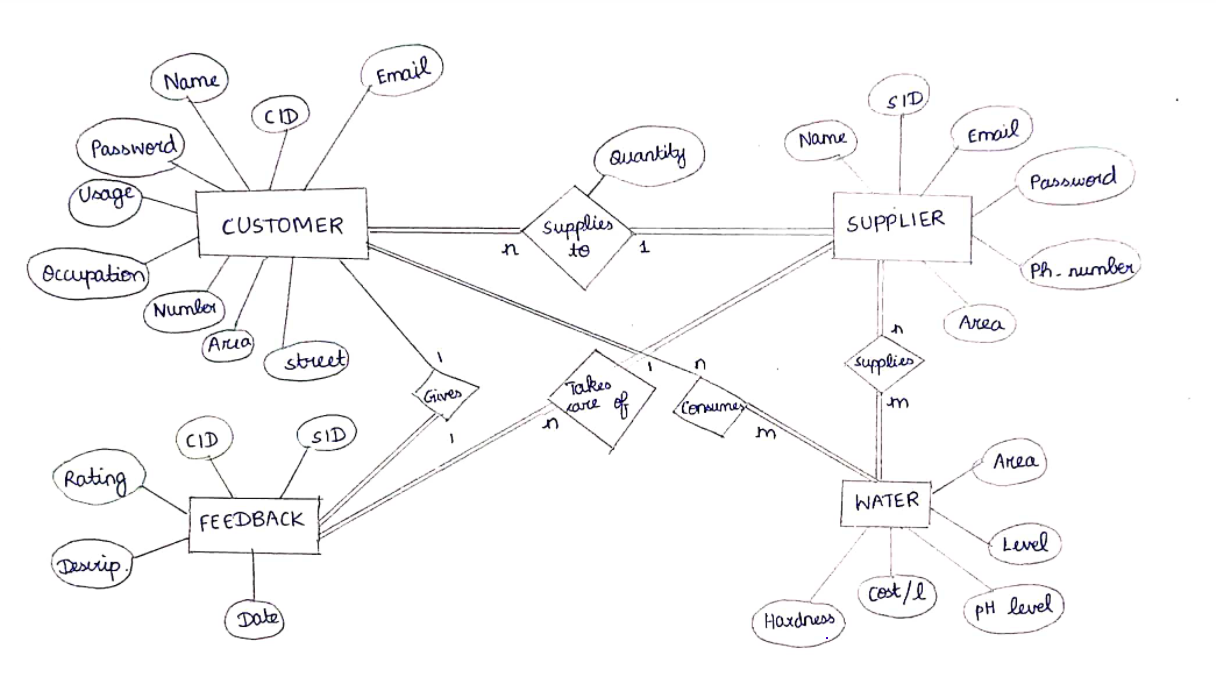 Name
Email
CID
Password
Usage
CUSTOMER
Occupation
Number
Area
street
Quantity
Supplies
to
n
1
SID
Name
Email
Password
SUPPLIER
Ph. number
Area
n
Supplies
m
1
Gives
1
Takes
care of
1
n
n
Consumes
m
CID
SID
Rating
FEEDBACK
Descrip.
Date
Area
WATER
Level
Cost/l
pH level
Hardness